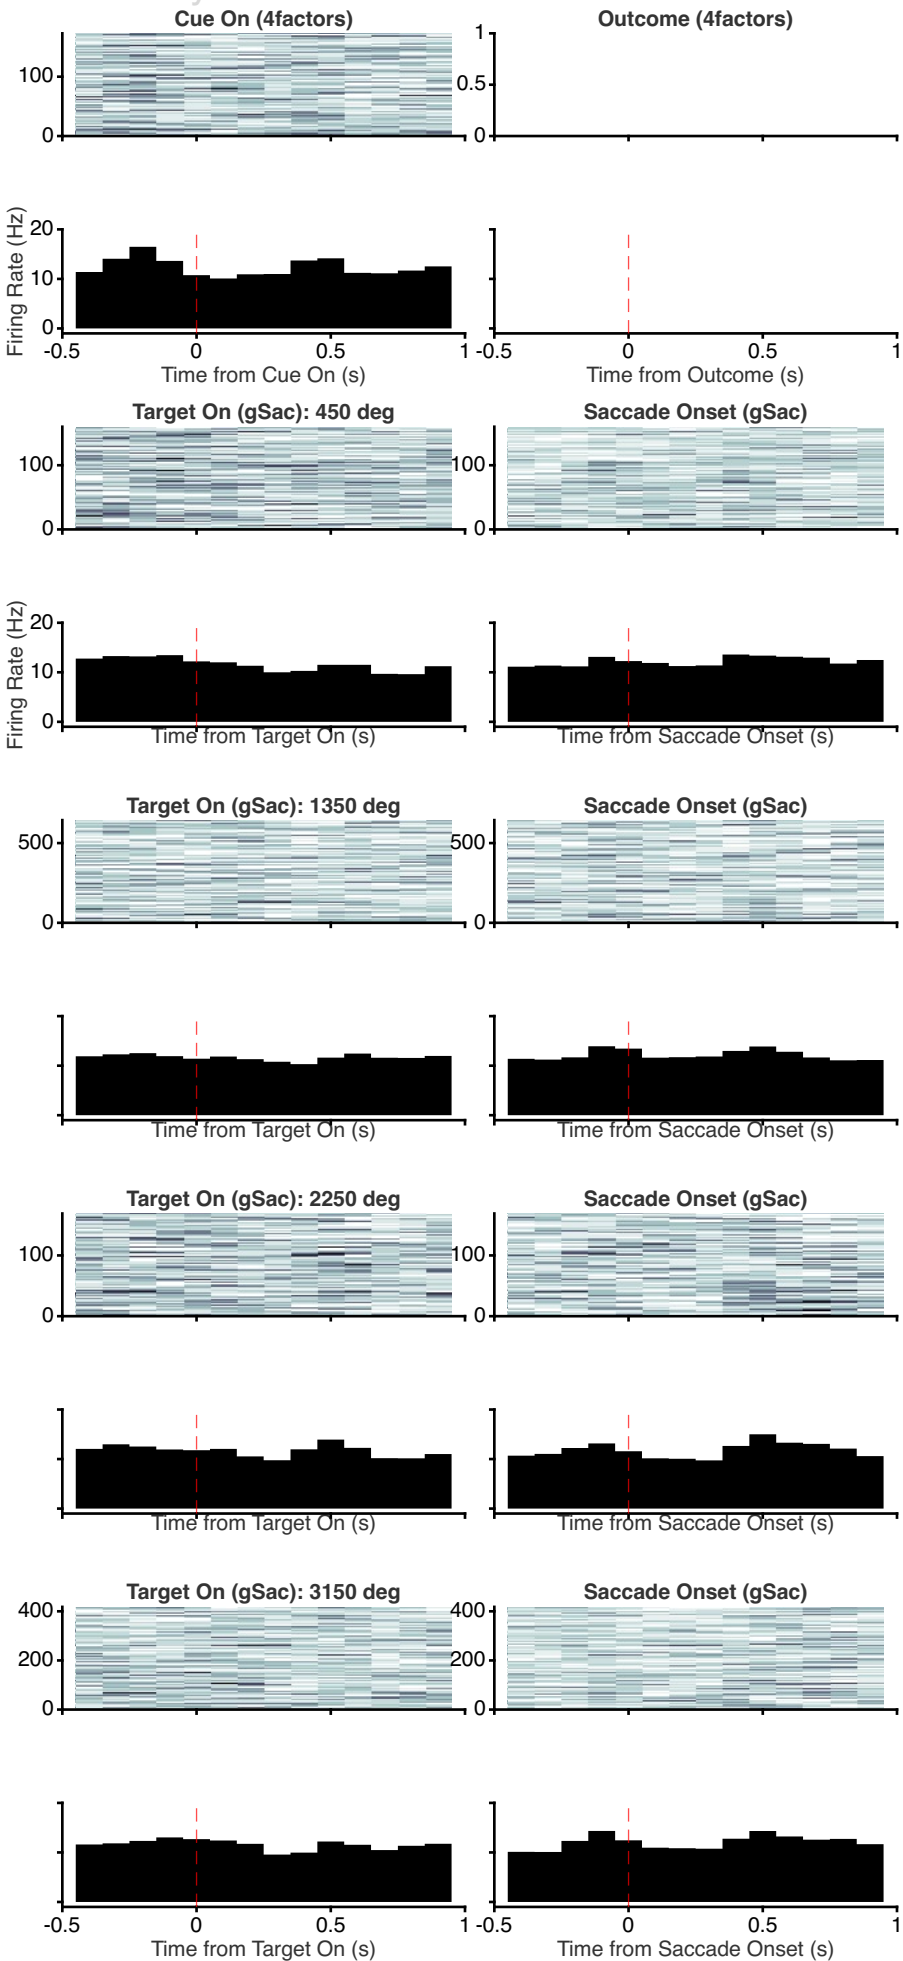 Cue On (4factors) Outcome (4factors)
100
0
1
0.5
0
Firing Rate (Hz)
20
10
0
-0.5 0 0.5 1 -0.5 0 0.5 1
Time from Cue On (s) Time from Outcome (s)
Target On (gSac): 450 deg Saccade Onset (gSac)
100 100
0 0
Firing Rate (Hz)
20
10
0
Time from Target On (s) Time from Saccade Onset (s)
Target On (gSac): 1350 deg Saccade Onset (gSac)
500 500
0 0
Time from Target On (s) Time from Saccade Onset (s)
Target On (gSac): 2250 deg Saccade Onset (gSac)
100 100
0 0
Time from Target On (s) Time from Saccade Onset (s)
Target On (gSac): 3150 deg Saccade Onset (gSac)
400 400
200 200
0 0
-0.5 0 0.5 1 -0.5 0 0.5 1
Time from Target On (s) Time from Saccade Onset (s)